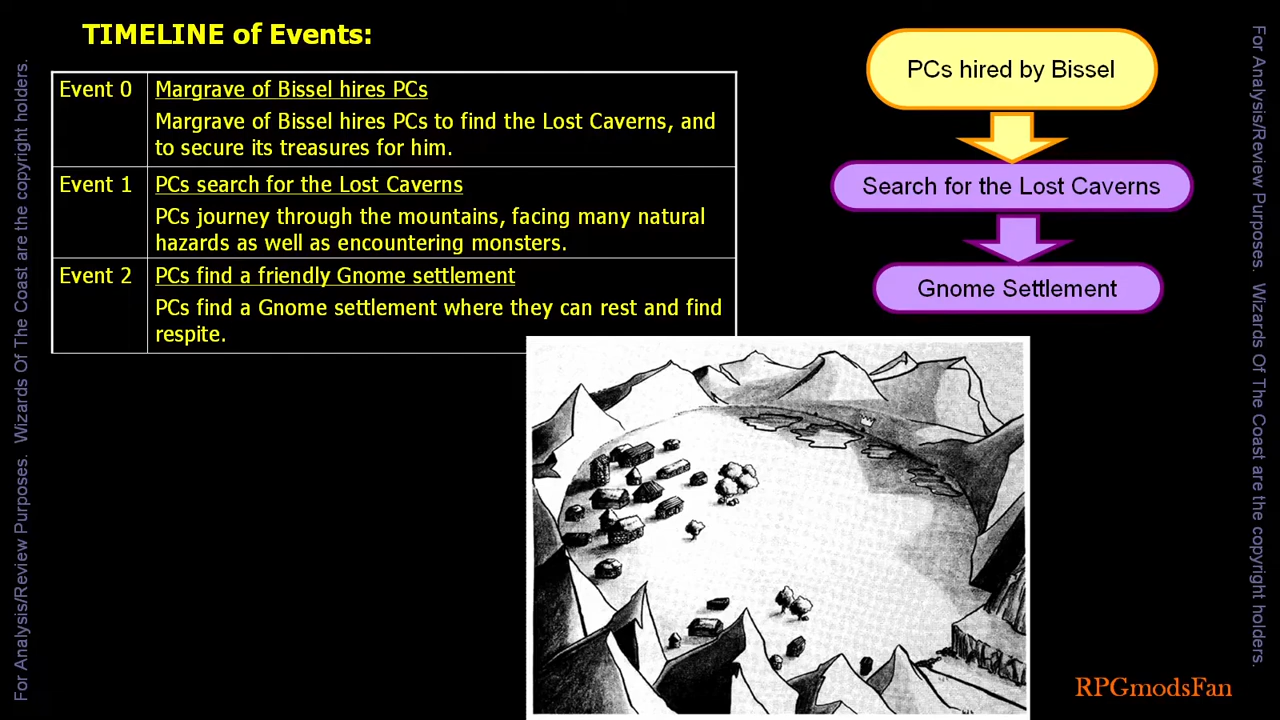 TIMELINE of Events:
Event 0
Margrave of Bissel hires PCs
Margrave of Bissel hires PCs to find the Lost Caverns, and
to secure its treasures for him.
Event 1
PCs search for the Lost Caverns
PCs journey through the mountains, facing many natural
hazards as well as encountering monsters.
Event 2
PCs find a friendly Gnome settlement
PCs find a Gnome settlement where they can rest and find
respite.
PCs hired by Bissel
Search for the Lost Caverns
Gnome Settlement
For Analysis/Review Purposes.  Wizards Of The Coast are the copyright holders.
For Analysis/Review Purposes.  Wizards Of The Coast are the copyright holders.
RPGmodsFan